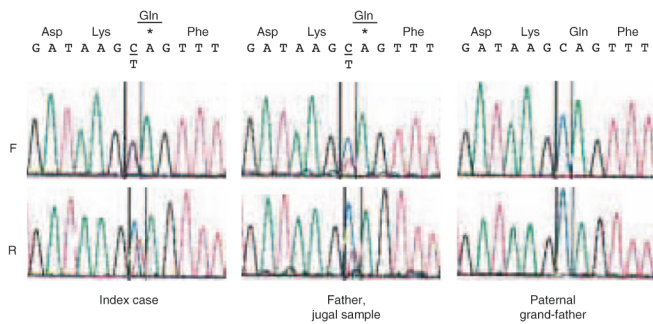 Gln Gln
Asp Lys * Phe Asp Lys * Phe Asp Lys Gln Phe
G A T A A G C A G T T T G A T A A G C A G T T T G A T A A G C A G T T T
T T
F
R
Index case Father, Paternal
jugal sample grand-father